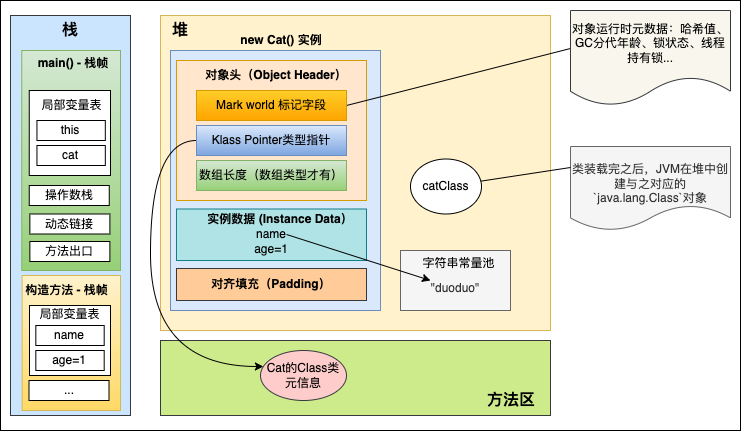 栈
main() - 栈帧
局部变量表
this
cat
操作数栈
动态链接
方法出口
构造方法 - 栈帧
局部变量表
name
age=1
...
堆
new Cat() 实例
对象头（Object Header）
Mark world 标记字段
Klass Pointer类型指针
数组长度（数组类型才有）
实例数据 (Instance Data)
name
age=1
对齐填充（Padding）
catClass
字符串常量池
"duoduo"
对象运行时元数据：哈希值、
GC分代年龄、锁状态、线程
持有锁...
类装载完之后，JVM在堆中创
建与之对应的
`java.lang.Class`对象
Cat的Class类
元信息
方法区